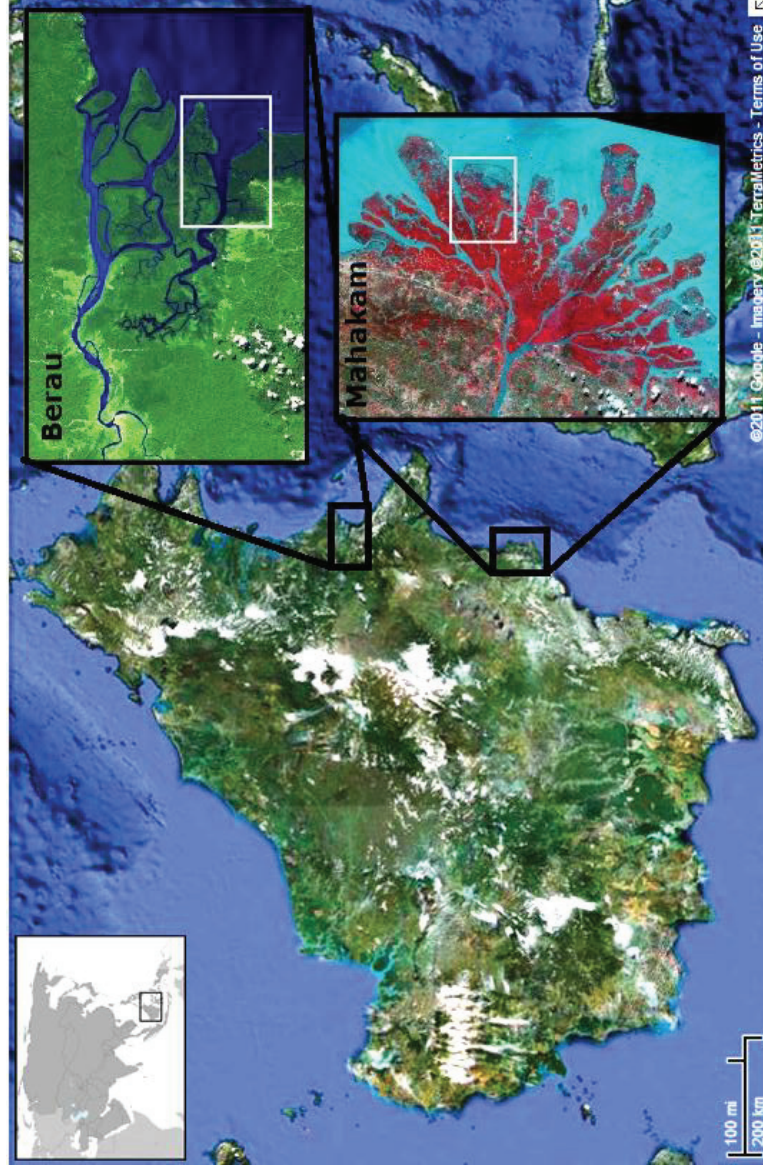 Berau
Mahakam
100 mi
200 km
©2011 Google - Imagery ©2011 TerraMetrics - Terms of Use